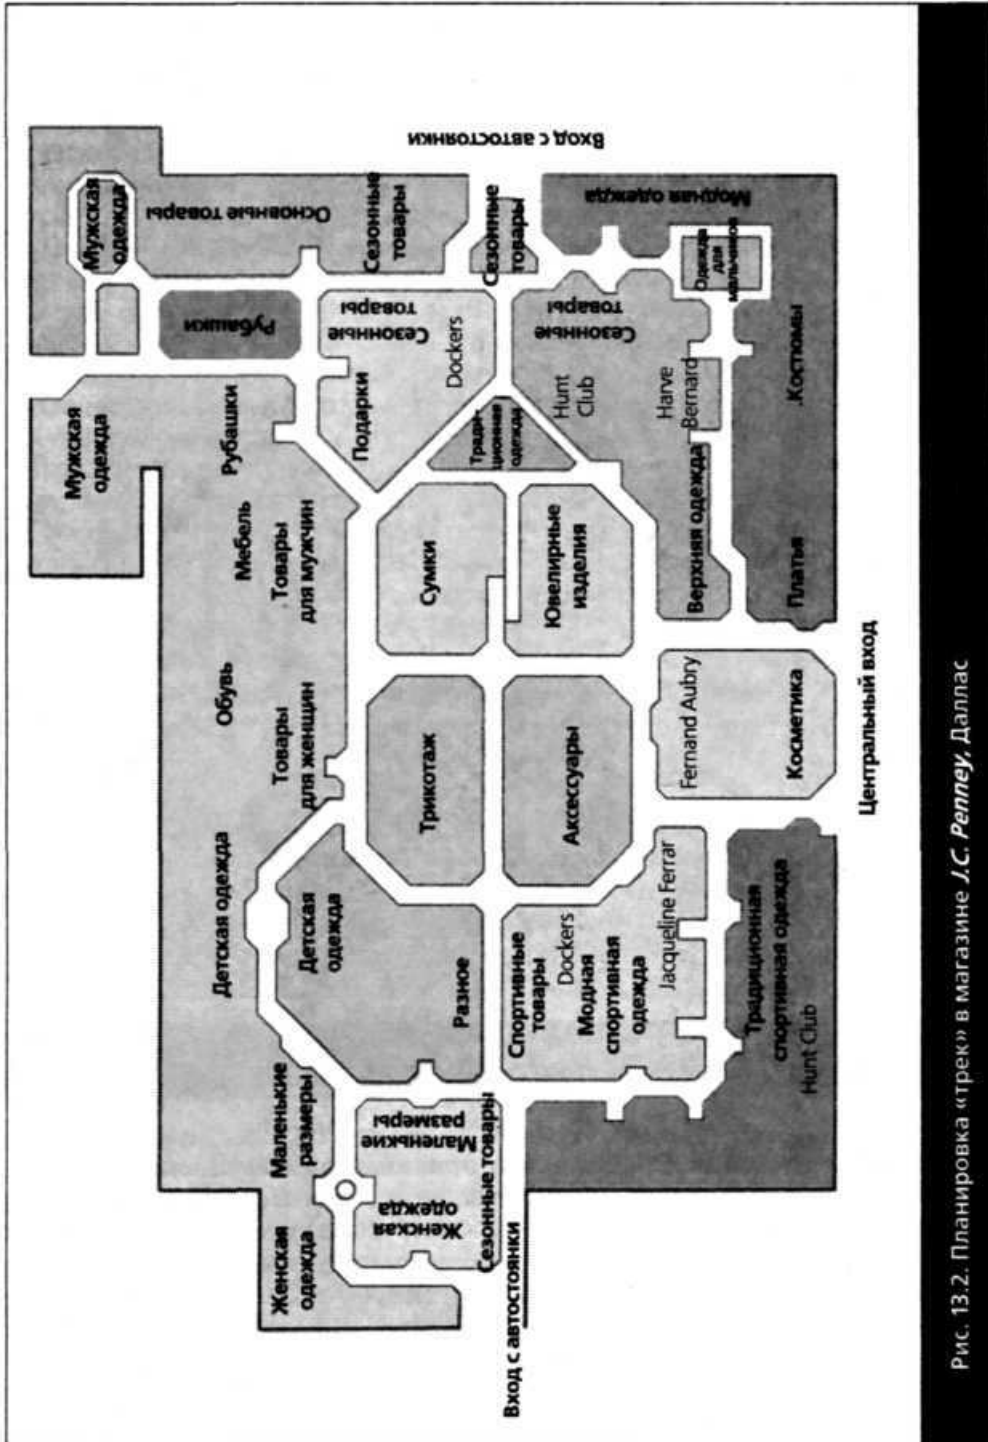 Вход с автостоянки
Мужская
одежда
Основные товары
Сезонные
товары
Сезонные
товары
Модная одежда
Одежда
для
мальчиков
Рубашки
Сезонные
товары
Сезонные
товары
Dockers
Подарки
Hunt
Club
Harve
Bernard
Костюмы
Мужская
одежда
Рубашки
Тради-
ционная
одежда
Верхняя одежда
Мебель
Товары
для мужчин
Сумки
Ювелирные
изделия
Платья
Обувь
Товары
для женщин
Трикотаж
Аксессуары
Fernand Aubry
Косметика
Центральный вход
Детская одежда
Детская
одежда
Разное
Спортивные
товары
Dockers
Модная
спортивная
одежда
Jacqueline Ferrar
Традиционная
спортивная одежда
Hunt Club
Маленькие
размеры
Маленькие
размеры
Женская
одежда
Женская
одежда
Сезонные товары
Вход с автостоянки
Рис. 13.2. Планировка «трек» в магазине J.C. Penney, Даллас